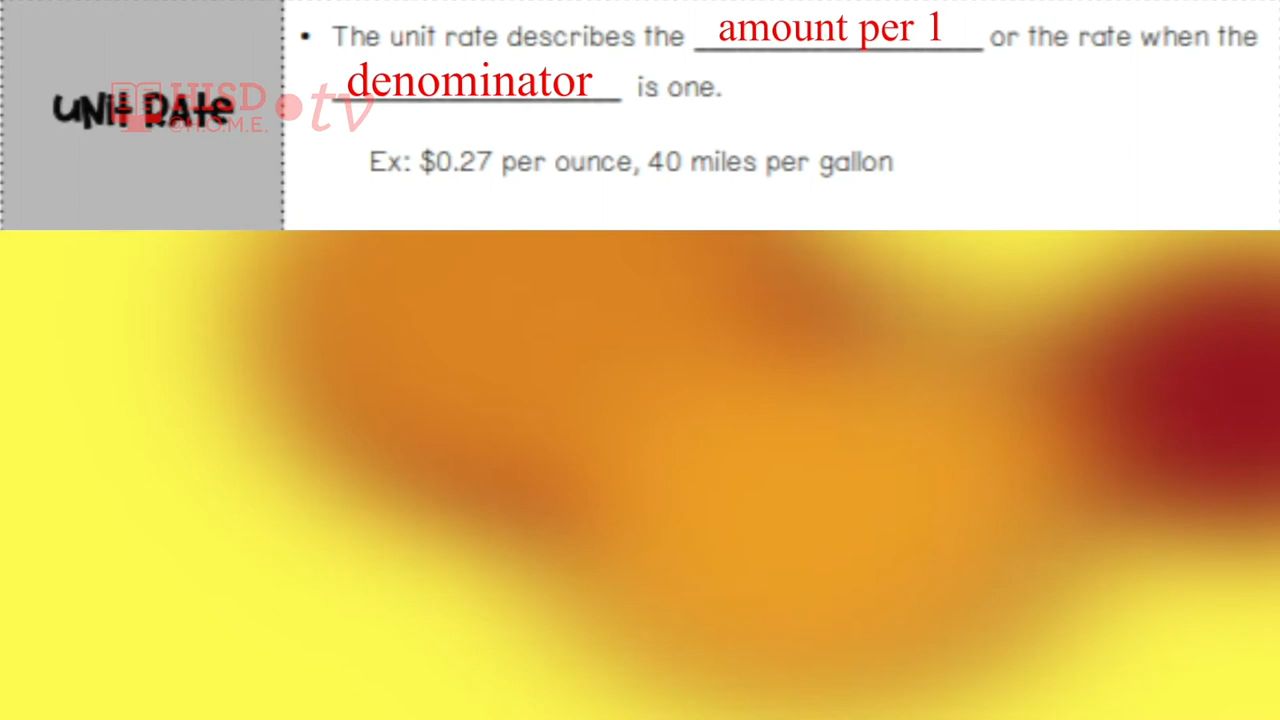 • The unit rate describes the amount per 1 or the rate when the
denominator is one.
UNIT RATE
HISD
@H.O.M.E.
tv
Ex: $0.27 per ounce, 40 miles per gallon